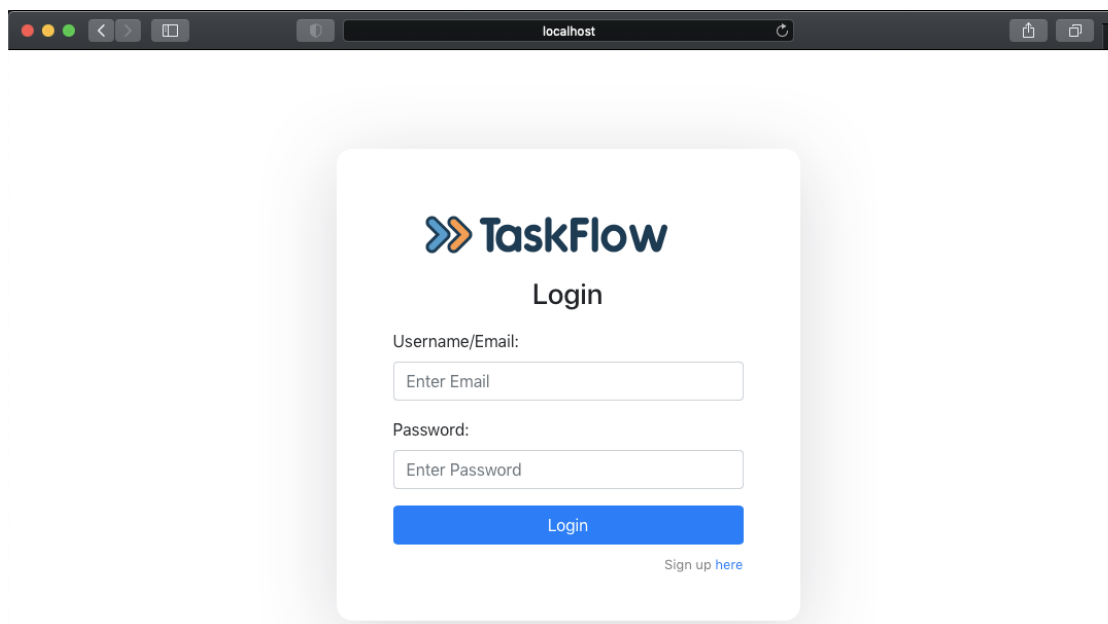 localhost
TaskFlow
Login
Username/Email:
Enter Email
Password:
Enter Password
Login
Sign up here